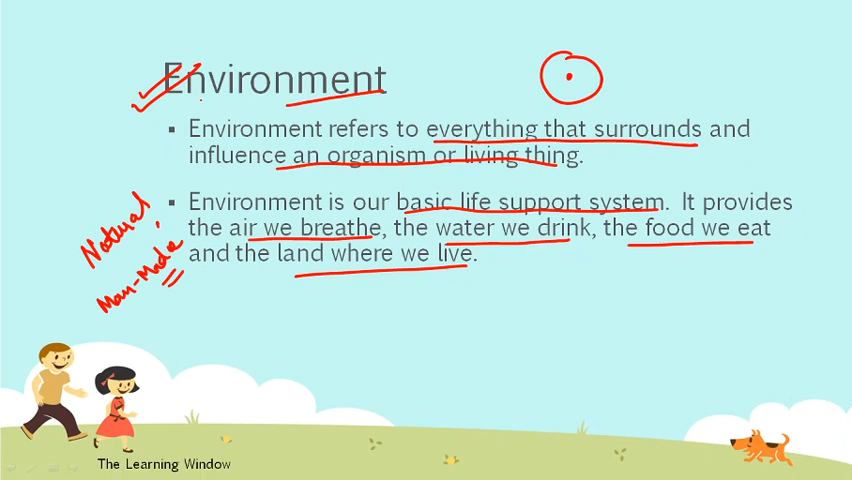 Environment
Environment refers to everything that surrounds and
influence an organism or living thing.
Environment is our basic life support system. It provides
the air we breathe, the water we drink, the food we eat
and the land where we live.
Natural,
Man-Made
The Learning Window